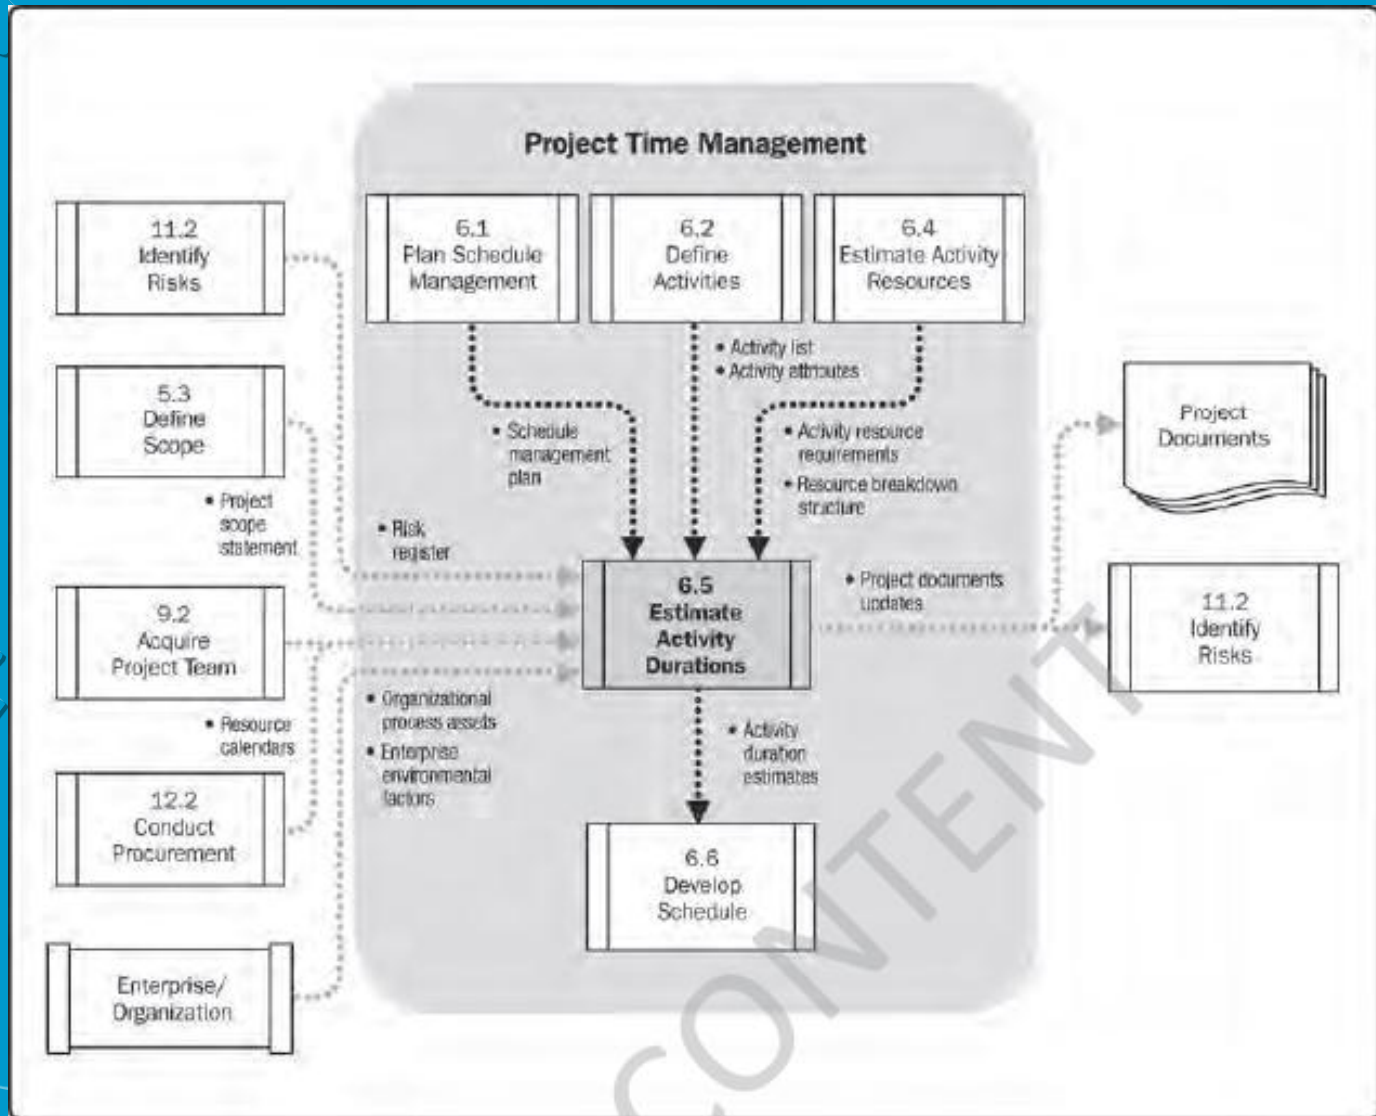 Project Time Management
11.2
Identify
Risks
6.1
Plan Schedule
Management
6.2
Define
Activities
6.4
Estimate Activity
Resources
• Activity list
• Activity attributes
5.3
Define
Scope
Project
Documents
• Schedule
management
plan
• Activity resource
requirements
• Resource breakdown
structure
• Project
scope
statement
• Risk
register
6.5
Estimate
Activity
Durations
• Project documents
updates
11.2
Identify
Risks
9.2
Acquire
Project Team
• Organizational
process assets
• Enterprise
environmental
factors
• Resource
calendars
• Activity
duration
estimates
12.2
Conduct
Procurement
6.6
Develop
Schedule
Enterprise/
Organization
CONTENT